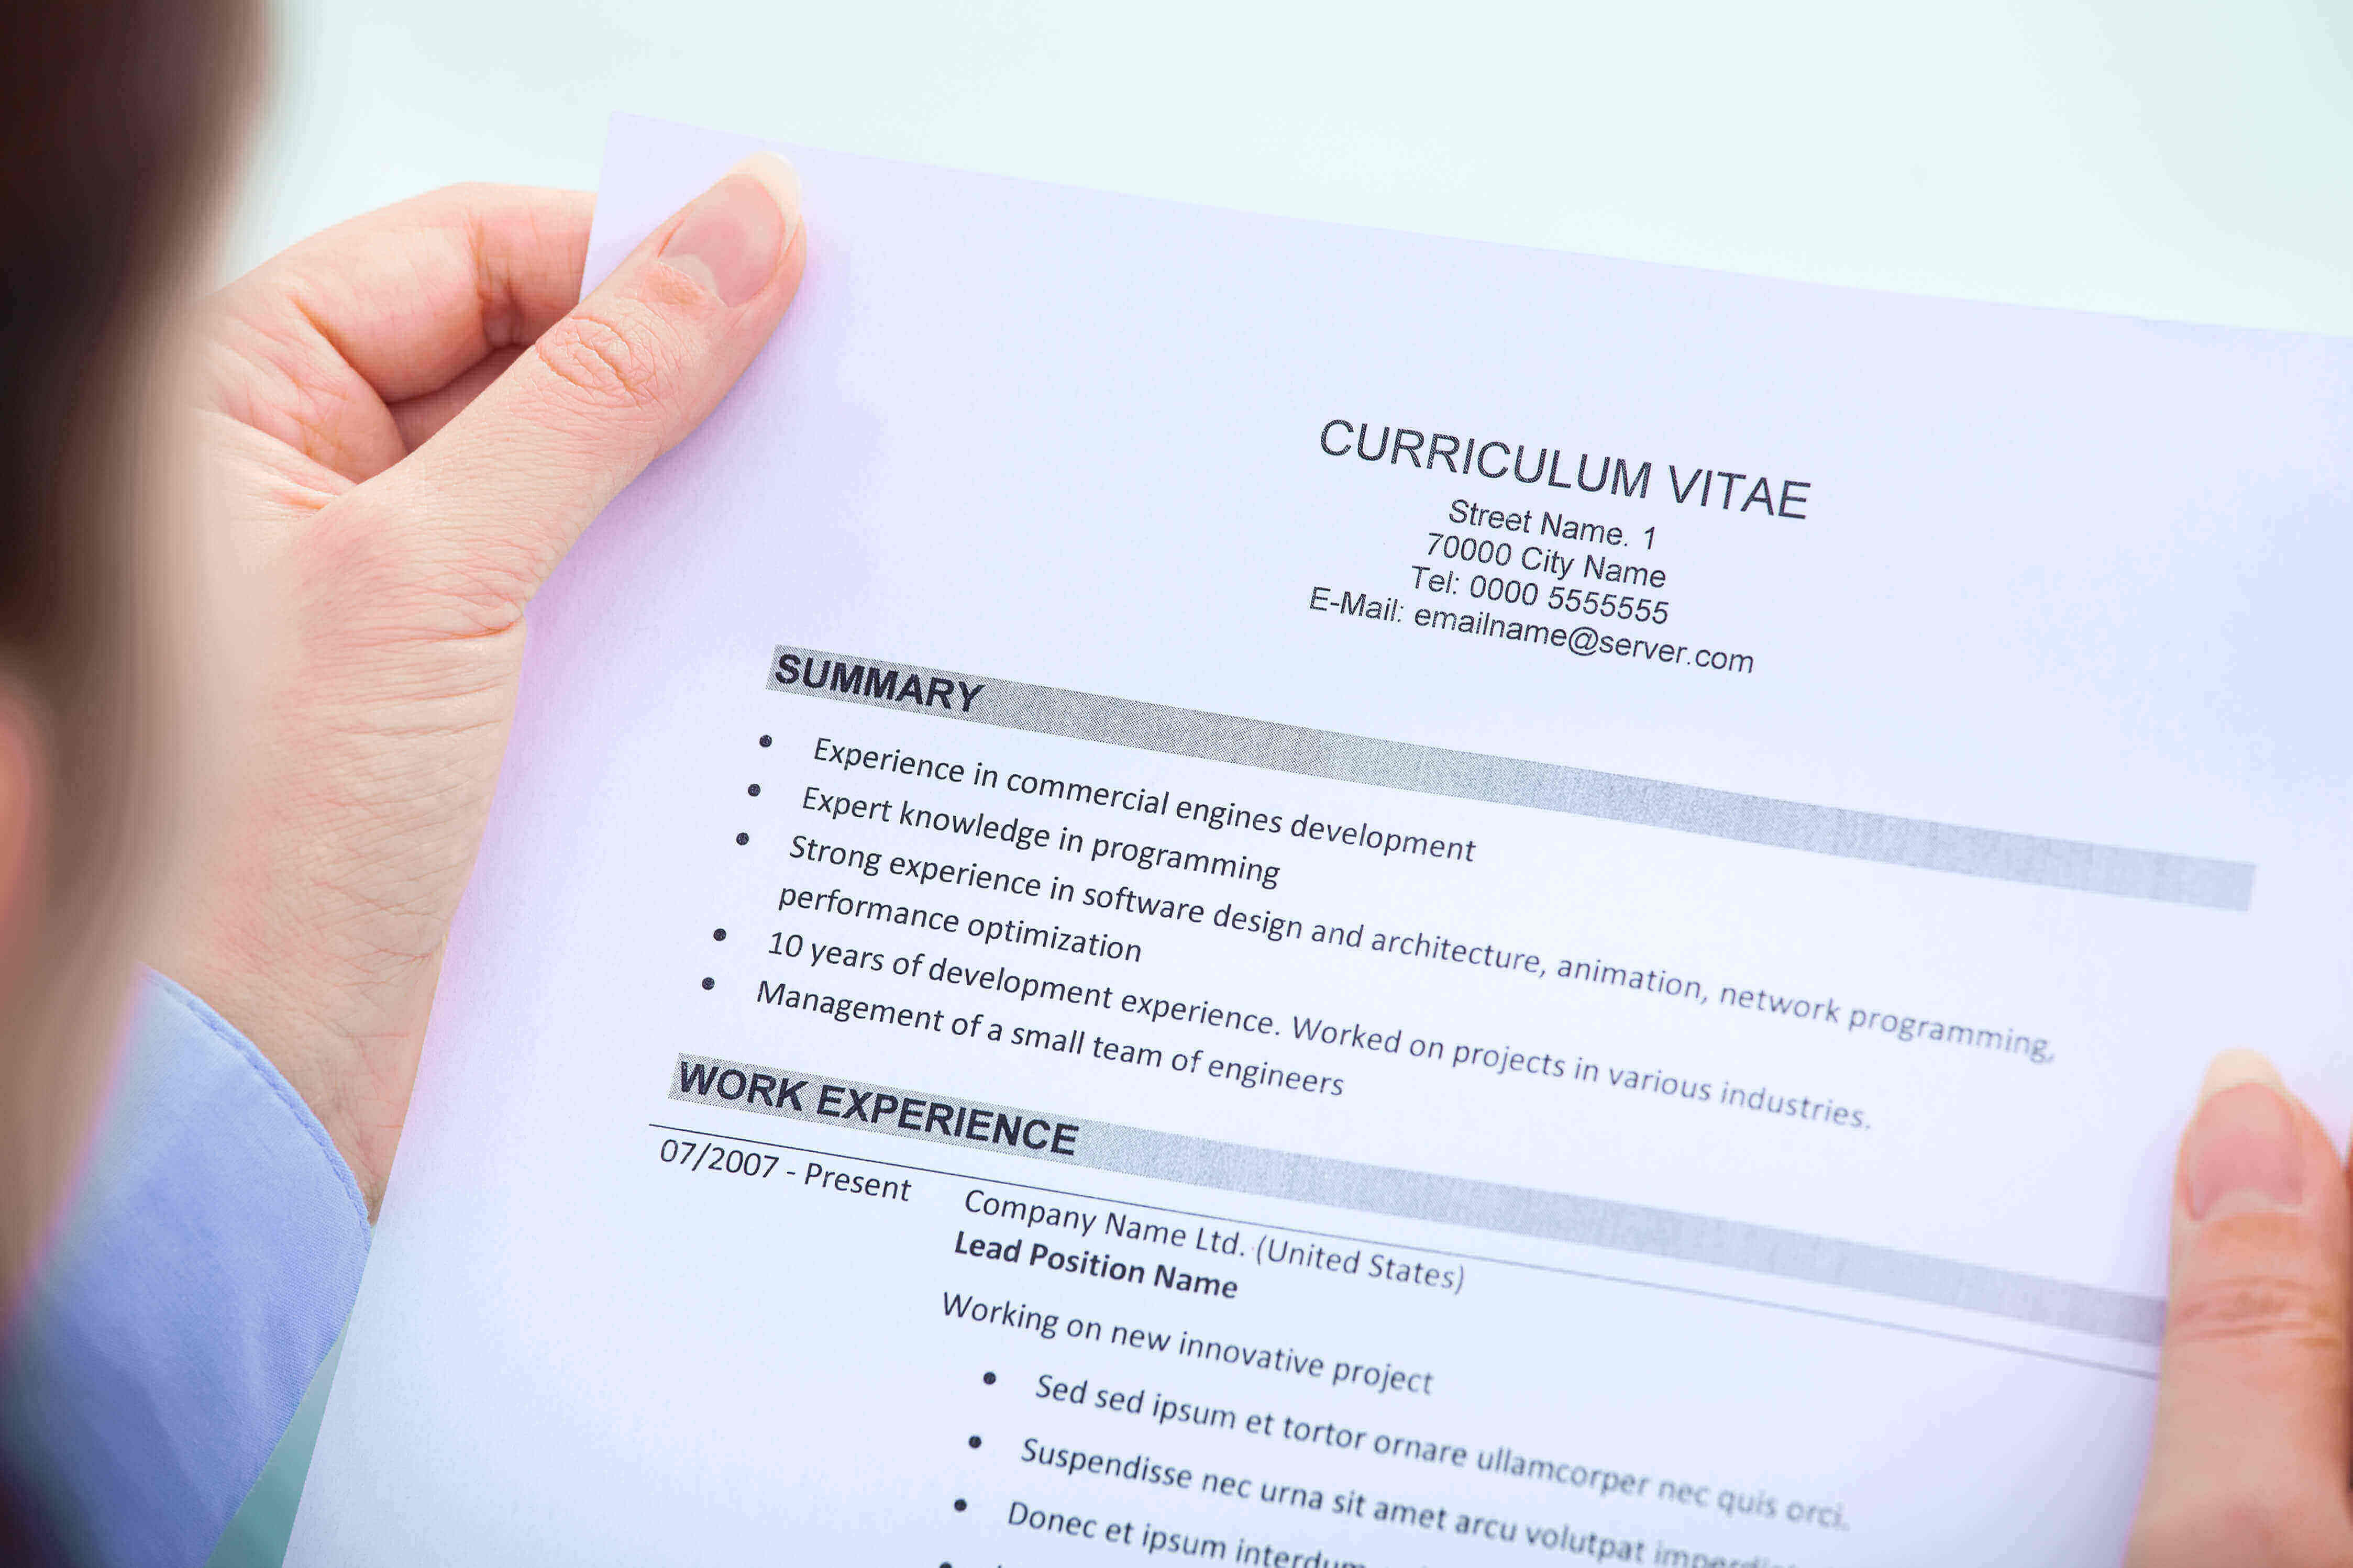 CURRICULUM VITAE
Street Name. 1
70000 City Name
Tel: 0000 5555555
E-Mail: emailname@server.com
SUMMARY
• Experience in commercial engines development
• Expert knowledge in programming
• Strong experience in software design and architecture, animation, network programming,
performance optimization
• 10 years of development experience. Worked on projects in various industries.
• Management of a small team of engineers
WORK EXPERIENCE
07/2007 - Present Company Name Ltd. (United States)
Lead Position Name
Working on new innovative project
• Sed sed ipsum et tortor ornare ullamcorper nec quis orci.
• Suspendisse nec urna sit amet arcu volutpat
• Donec et ipsum